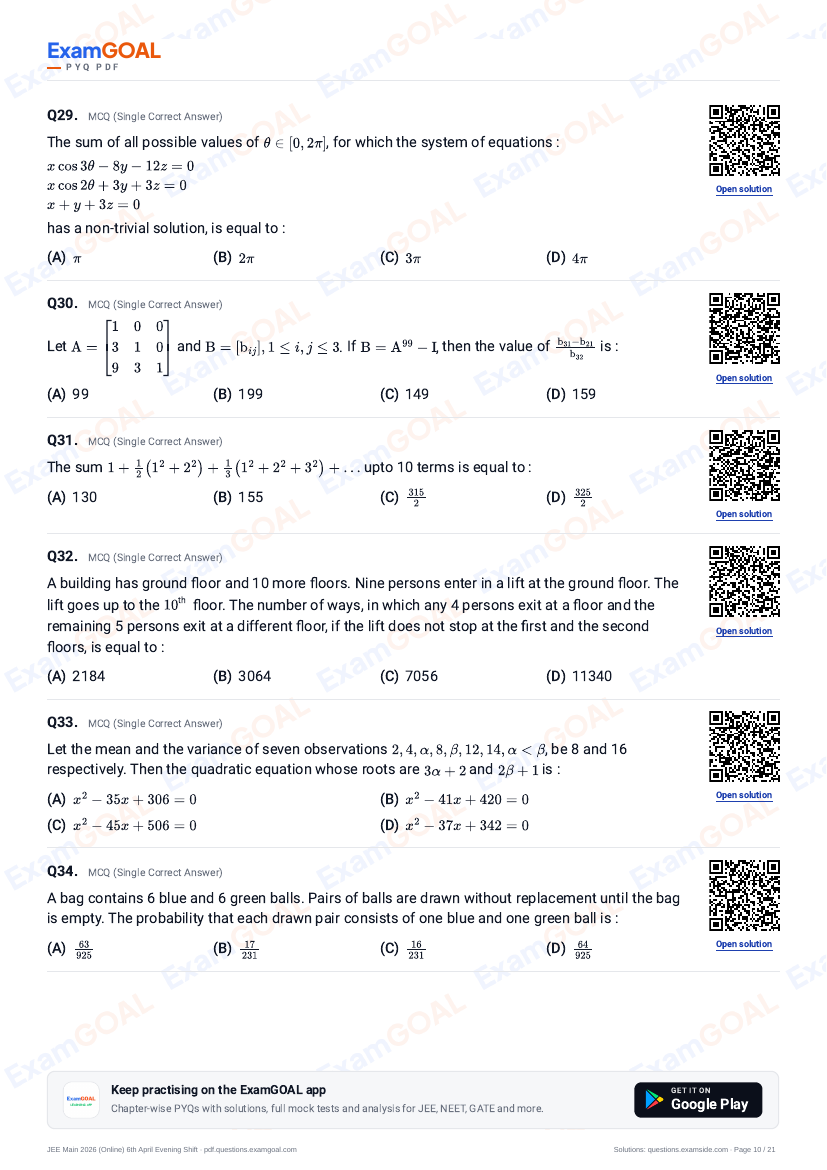 ExamGOAL
PYQ PDF
Q29. MCQ (Single Correct Answer)
The sum of all possible values of θ ∈ [0, 2π], for which the system of equations :
x cos 3θ − 8y − 12z = 0
x cos 2θ + 3y + 3z = 0
x + y + 3z = 0
has a non-trivial solution, is equal to :
(A) π (B) 2π (C) 3π (D) 4π
Open solution
Q30. MCQ (Single Correct Answer)
Let A = [1 0 0; 3 1 0; 9 3 1] and B = [b_ij], 1 ≤ i, j ≤ 3. If B = A^99 − I, then the value of (b_31 − b_21)/b_32 is :
(A) 99 (B) 199 (C) 149 (D) 159
Open solution
Q31. MCQ (Single Correct Answer)
The sum 1 + 1/2 (1² + 2²) + 1/3 (1² + 2² + 3²) + … upto 10 terms is equal to :
(A) 130 (B) 155 (C) 315/2 (D) 325/2
Open solution
Q32. MCQ (Single Correct Answer)
A building has ground floor and 10 more floors. Nine persons enter in a lift at the ground floor. The
lift goes up to the 10th floor. The number of ways, in which any 4 persons exit at a floor and the
remaining 5 persons exit at a different floor, if the lift does not stop at the first and the second
floors, is equal to :
(A) 2184 (B) 3064 (C) 7056 (D) 11340
Open solution
Q33. MCQ (Single Correct Answer)
Let the mean and the variance of seven observations 2, 4, α, 8, β, 12, 14, α < β, be 8 and 16
respectively. Then the quadratic equation whose roots are 3α + 2 and 2β + 1 is :
(A) x² − 35x + 306 = 0 (B) x² − 41x + 420 = 0
(C) x² − 45x + 506 = 0 (D) x² − 37x + 342 = 0
Open solution
Q34. MCQ (Single Correct Answer)
A bag contains 6 blue and 6 green balls. Pairs of balls are drawn without replacement until the bag
is empty. The probability that each drawn pair consists of one blue and one green ball is :
(A) 63/925 (B) 17/231 (C) 16/231 (D) 64/925
Open solution
ExamGOAL
Keep practising on the ExamGOAL app
Chapter-wise PYQs with solutions, full mock tests and analysis for JEE, NEET, GATE and more.
GET IT ON
Google Play
JEE Main 2026 (Online) 6th April Evening Shift · pdf.questions.examgoal.com
Solutions: questions.examside.com · Page 10 / 21